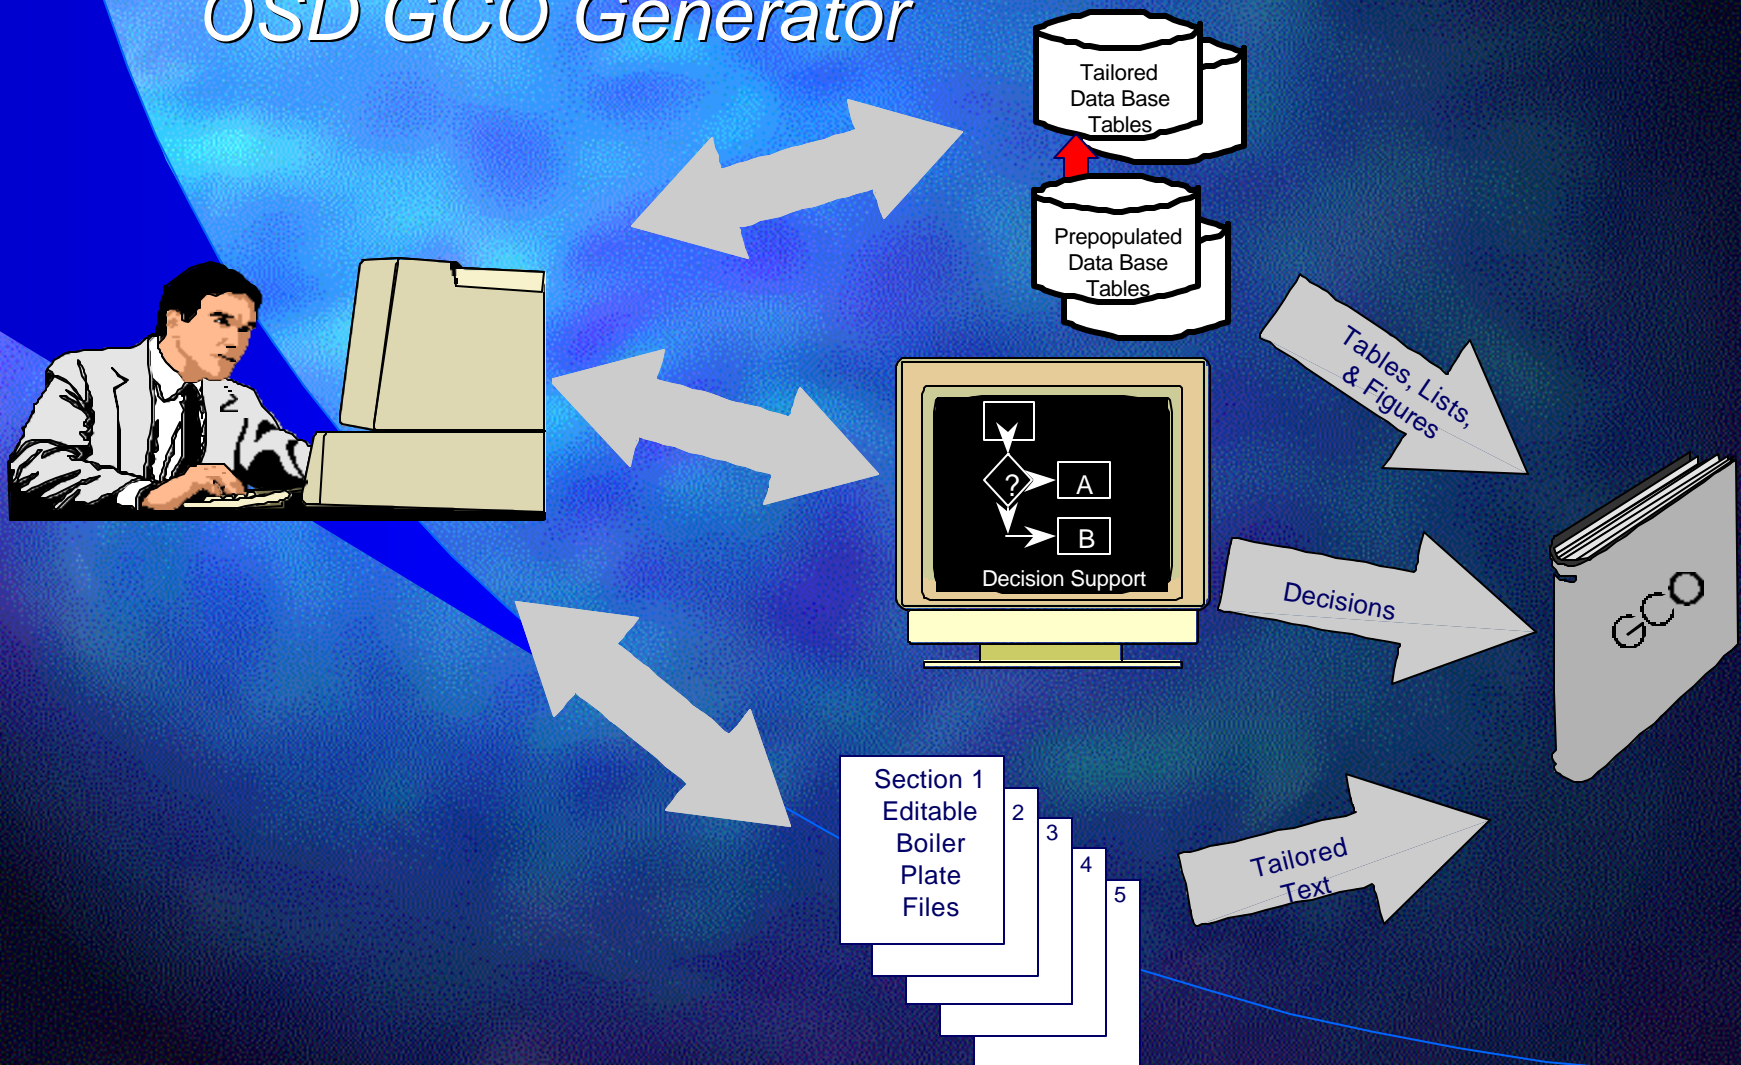 OSD GCO Generator
Tailored
Data Base
Tables
Prepopulated
Data Base
Tables
Tables, Lists,
& Figures
?
A
B
Decision Support
Decisions
GCO
Section 1
Editable
Boiler
Plate
Files
2
3
4
5
Tailored
Text